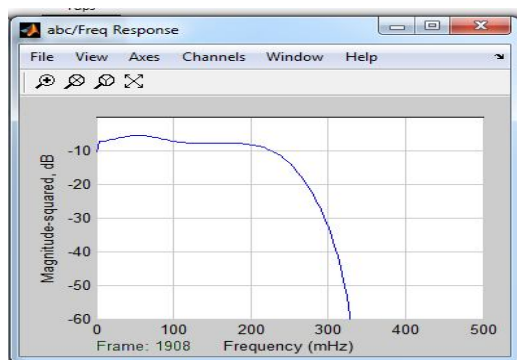 abc/Freq Response
File View Axes Channels Window Help
Magnitude-squared, dB
-10
-20
-30
-40
-50
-60
0 100 200 300 400 500
Frame: 1908 Frequency (mHz)